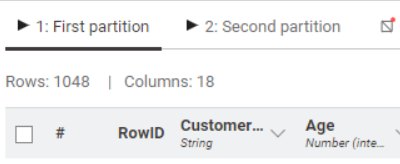 1: First partition 2: Second partition
Rows: 1048 | Columns: 18
# RowID Customer... Age
String Number (inte...